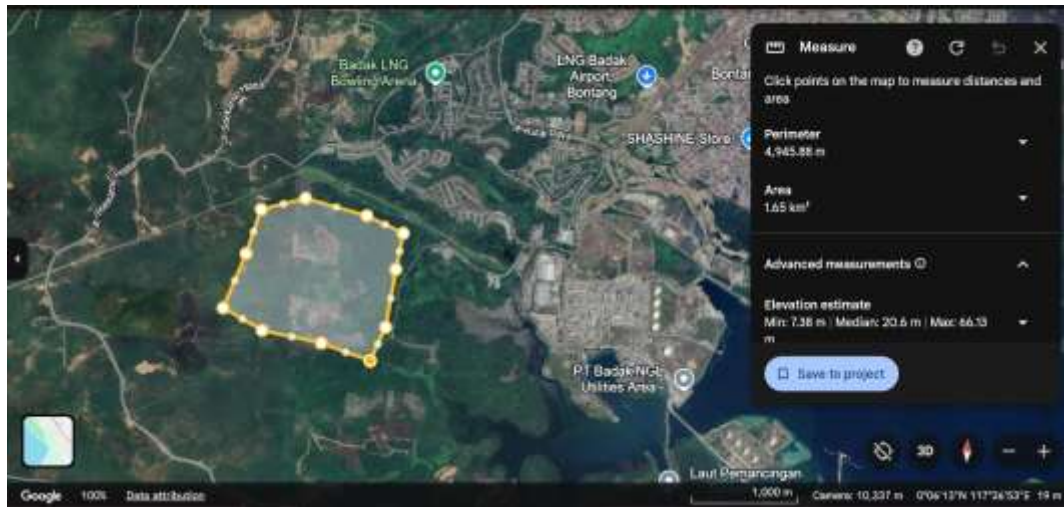 Measure
Click points on the map to measure distances and
area
Perimeter
4,945.88 m
Area
1.65 km²
Advanced measurements
Elevation estimate
Min: 7.38 m | Median: 20.6 m | Max: 66.13
m
Save to project
Badak LNG
Bowling Arena
LNG Badak
Airport,
Bontang
SHASHINE Store
PT Badak NGL
Utilities Area -
Laut Pemancingan
3D
Google
100%
Data attribution
1,000 m
Camera: 10,337 m
0°06'13"N 117°26'53"E
19 m